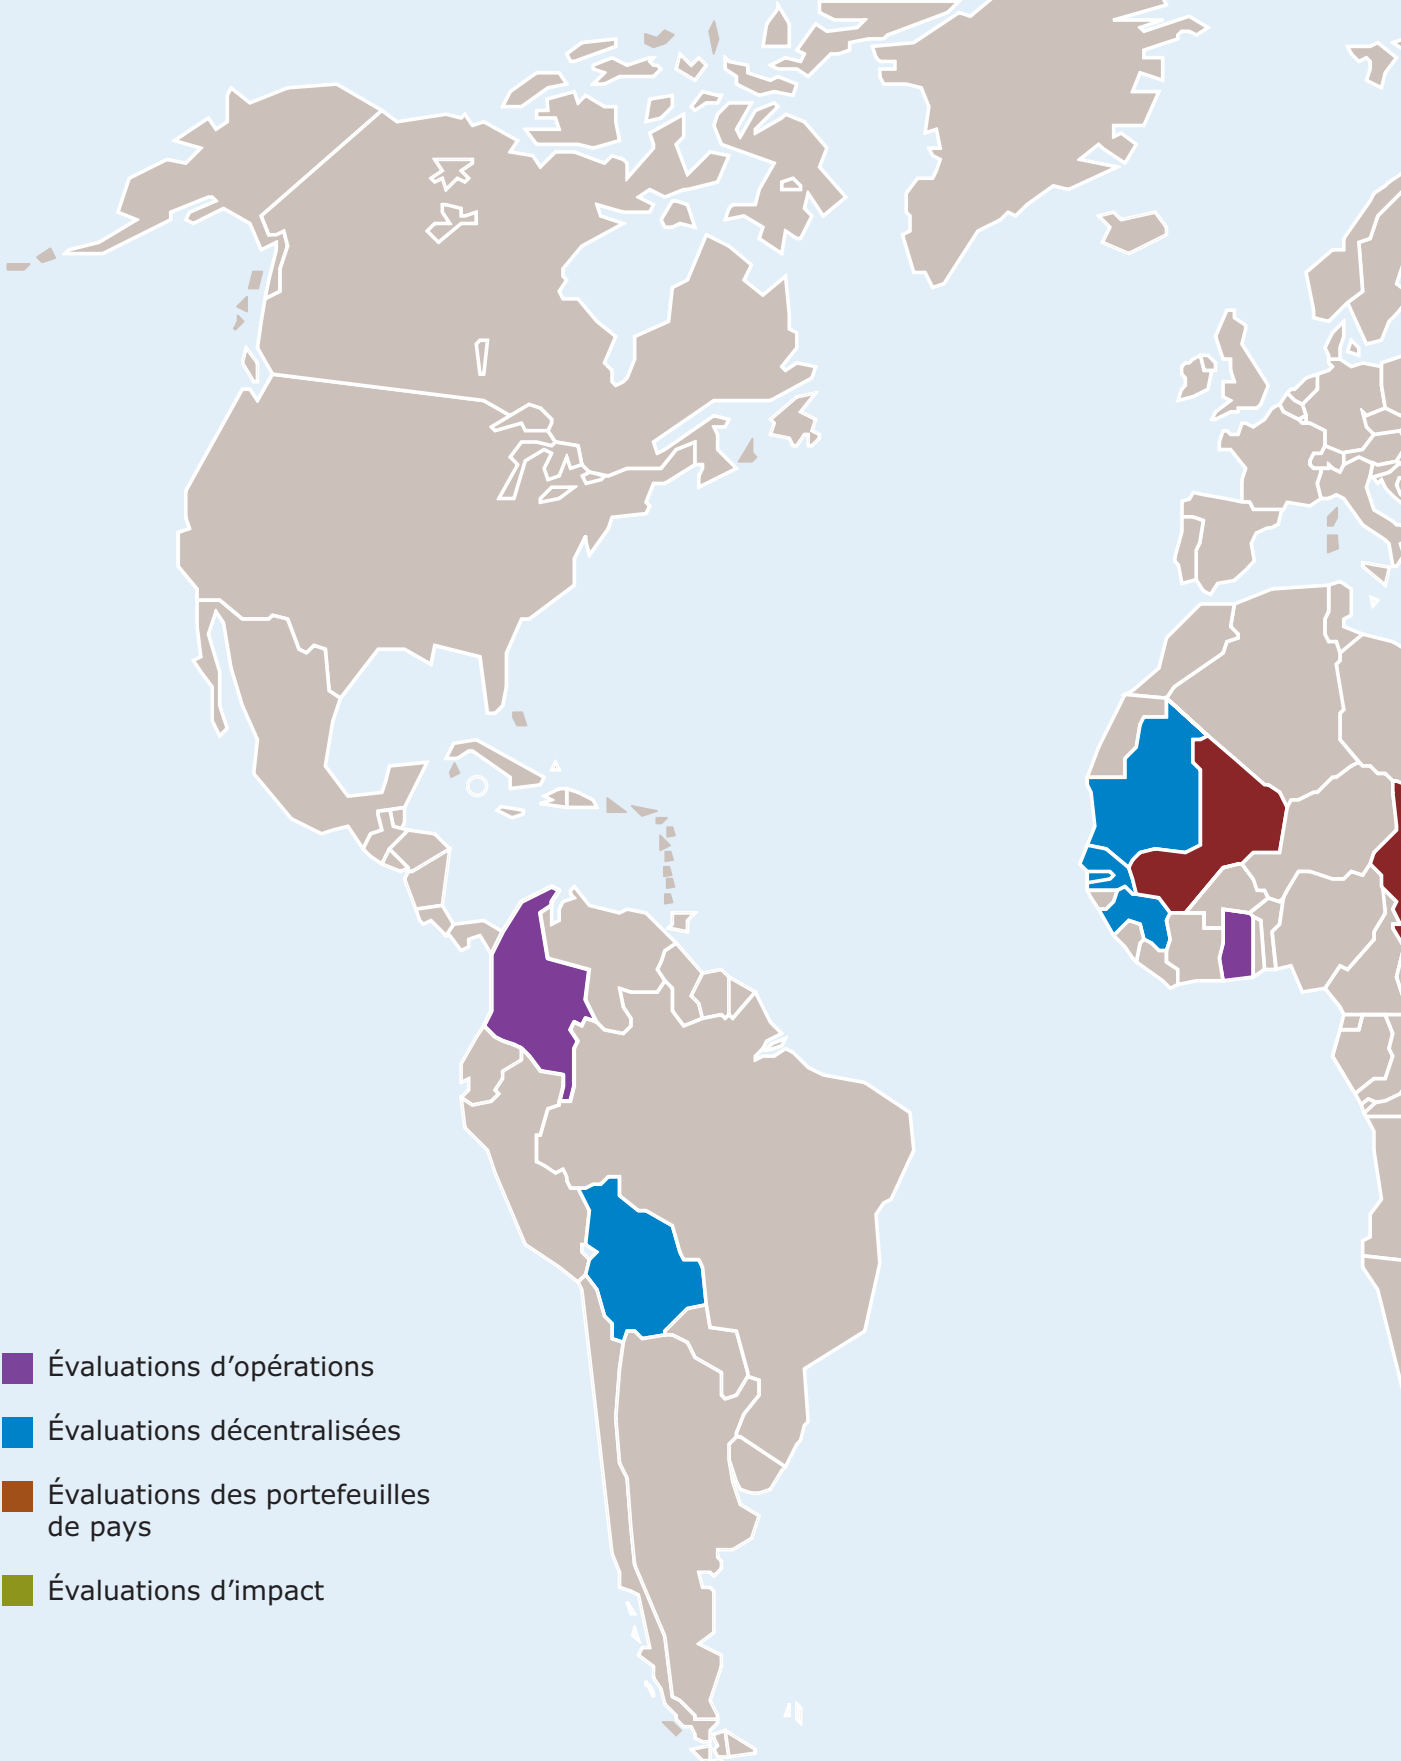 Évaluations d’opérations
Évaluations décentralisées
Évaluations des portefeuilles
de pays
Évaluations d’impact